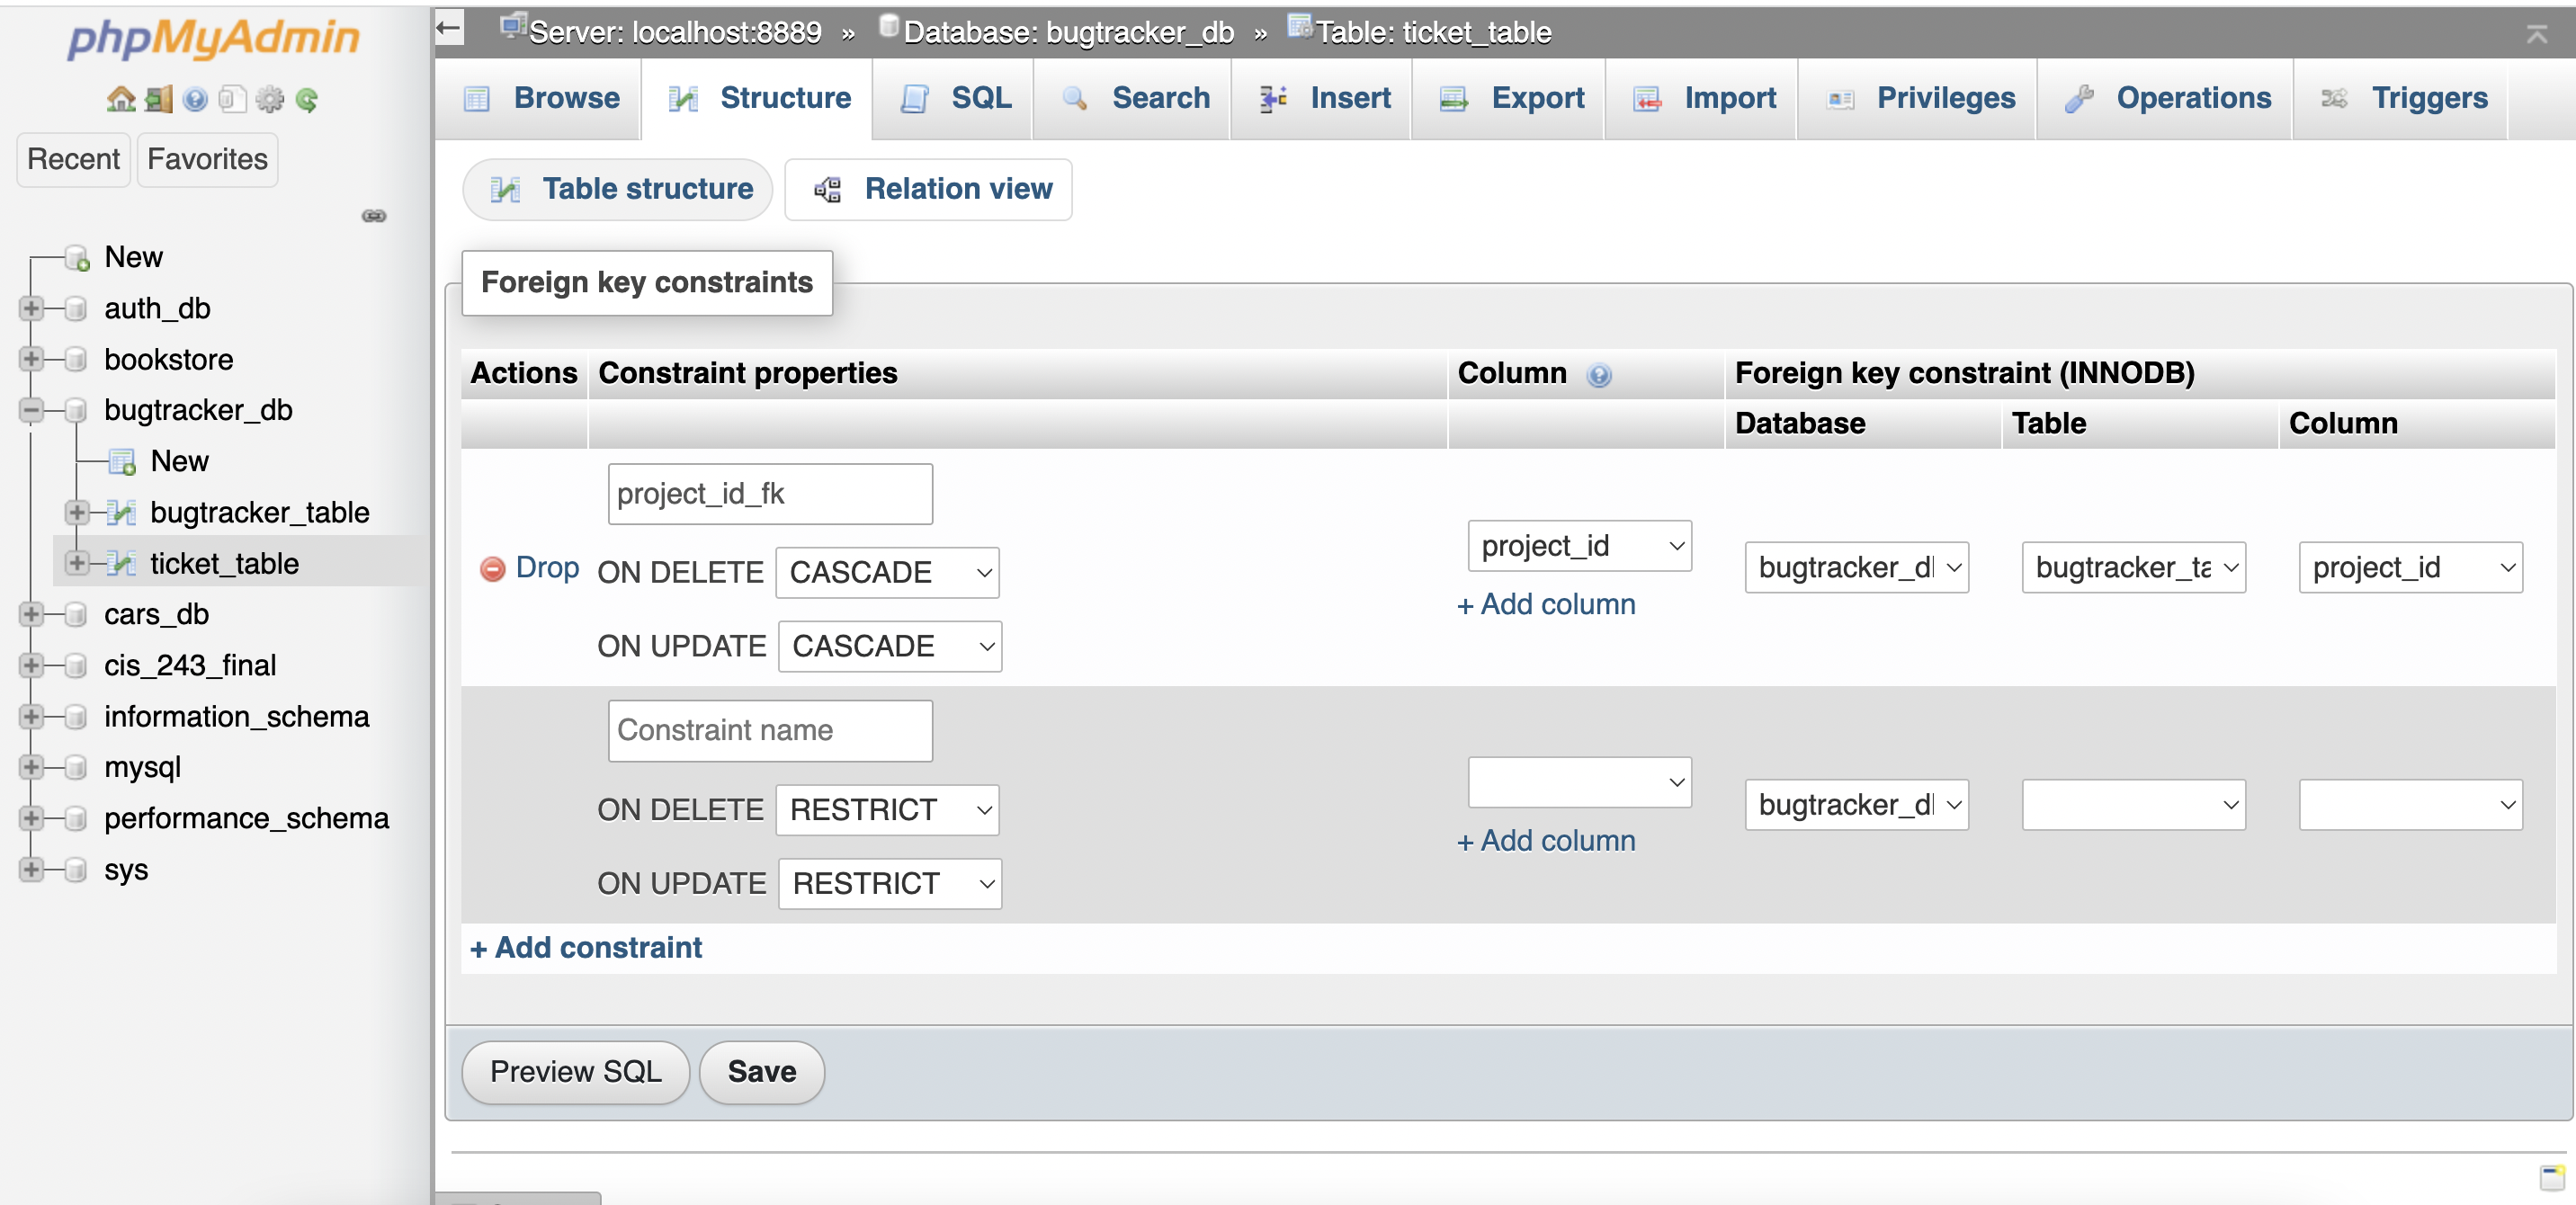 phpMyAdmin
Recent Favorites
New
auth_db
bookstore
bugtracker_db
New
bugtracker_table
ticket_table
cars_db
cis_243_final
information_schema
mysql
performance_schema
sys
Server: localhost:8889 » Database: bugtracker_db » Table: ticket_table
Browse Structure SQL Search Insert Export Import Privileges Operations Triggers
Table structure Relation view
Foreign key constraints
Actions Constraint properties Column Foreign key constraint (INNODB)
Database Table Column
project_id_fk
Drop ON DELETE CASCADE
ON UPDATE CASCADE
project_id
+ Add column
bugtracker_d bugtracker_ta project_id
Constraint name
ON DELETE RESTRICT
ON UPDATE RESTRICT
+ Add column
bugtracker_d
+ Add constraint
Preview SQL Save